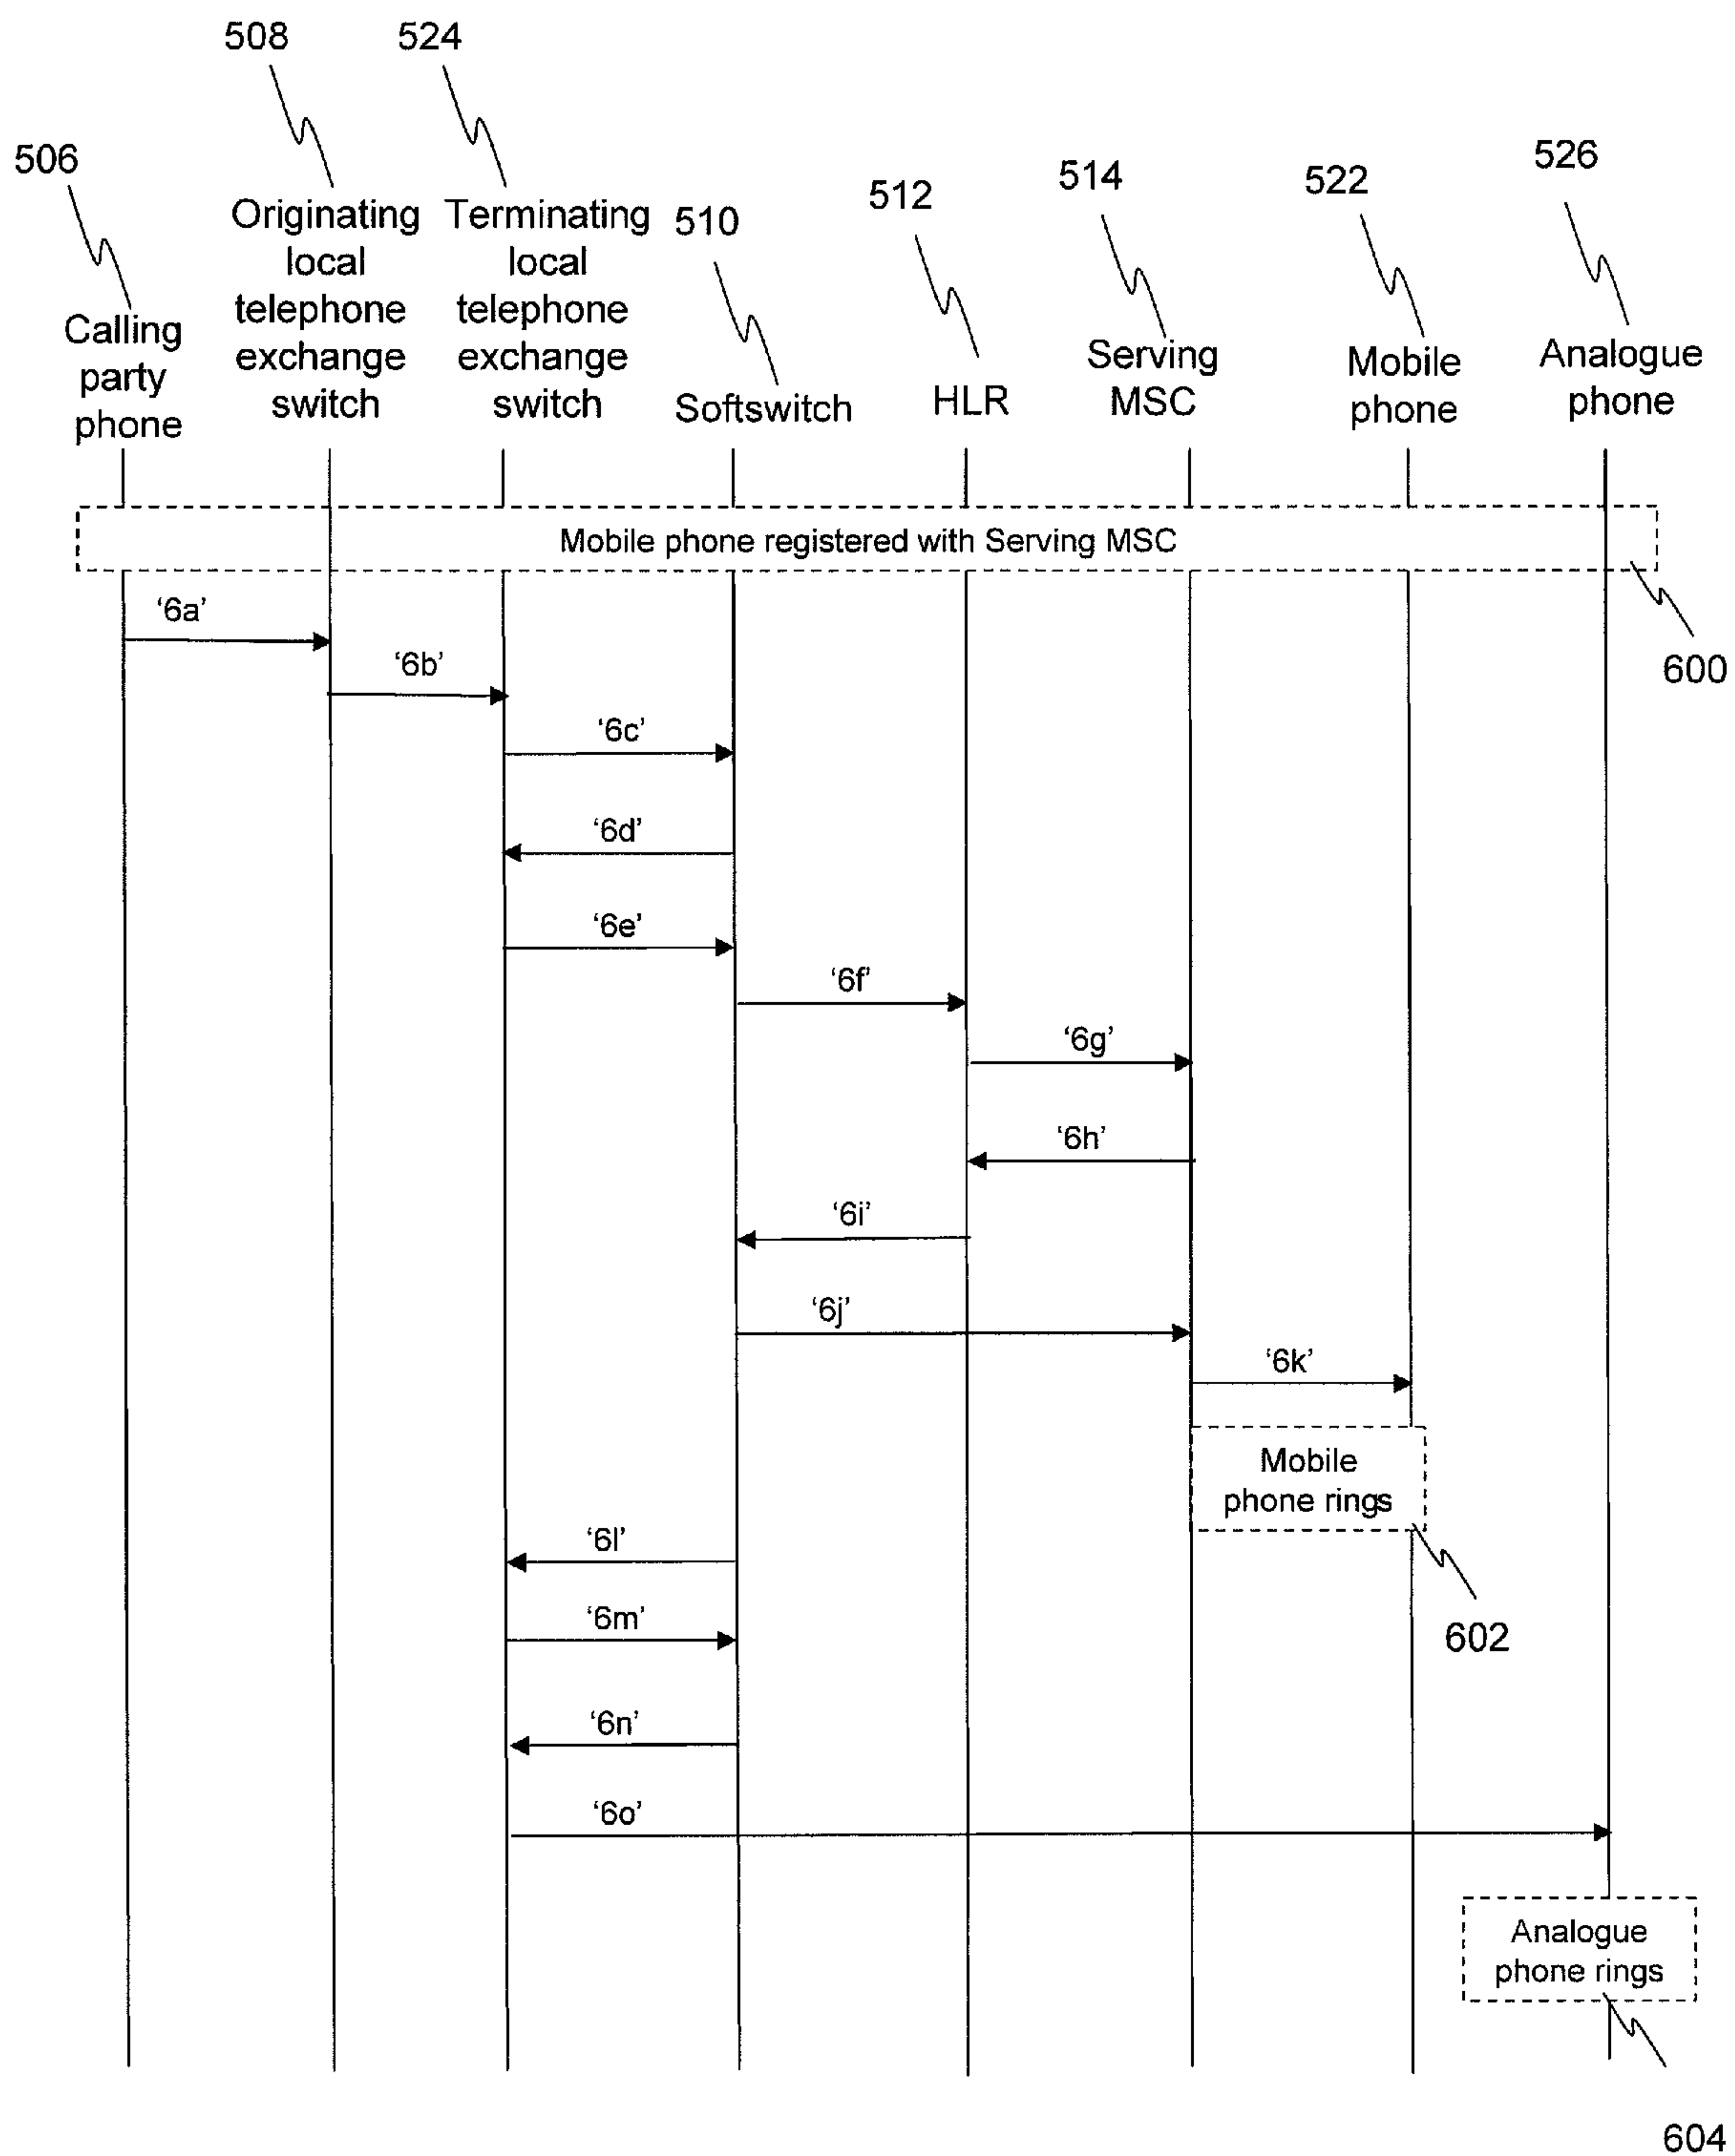 508
524
506
526
514
522
512
510
Calling
party
phone
Originating
local
telephone
exchange
switch
Terminating
local
telephone
exchange
switch
Softswitch
HLR
Serving
MSC
Mobile
phone
Analogue
phone
Mobile phone registered with Serving MSC
600
‘6a’
‘6b’
‘6c’
‘6d’
‘6e’
‘6f’
‘6g’
‘6h’
‘6i’
‘6j’
‘6k’
Mobile
phone rings
602
‘6l’
‘6m’
‘6n’
‘6o’
Analogue
phone rings
604